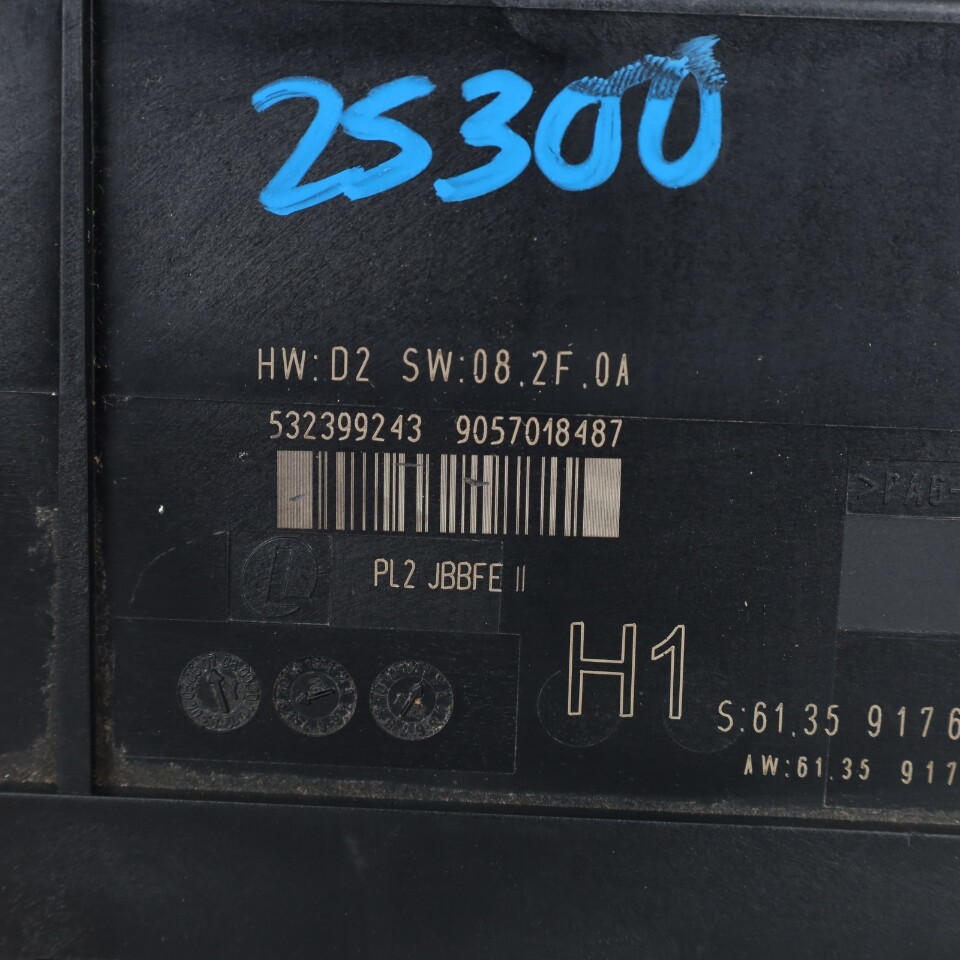 25300
HW:D2 SW:08.2F.0A
532399243 9057018487
>PA6-
PL2 JBBFE II
H1
S:61.35 9176
AW:61.35 917